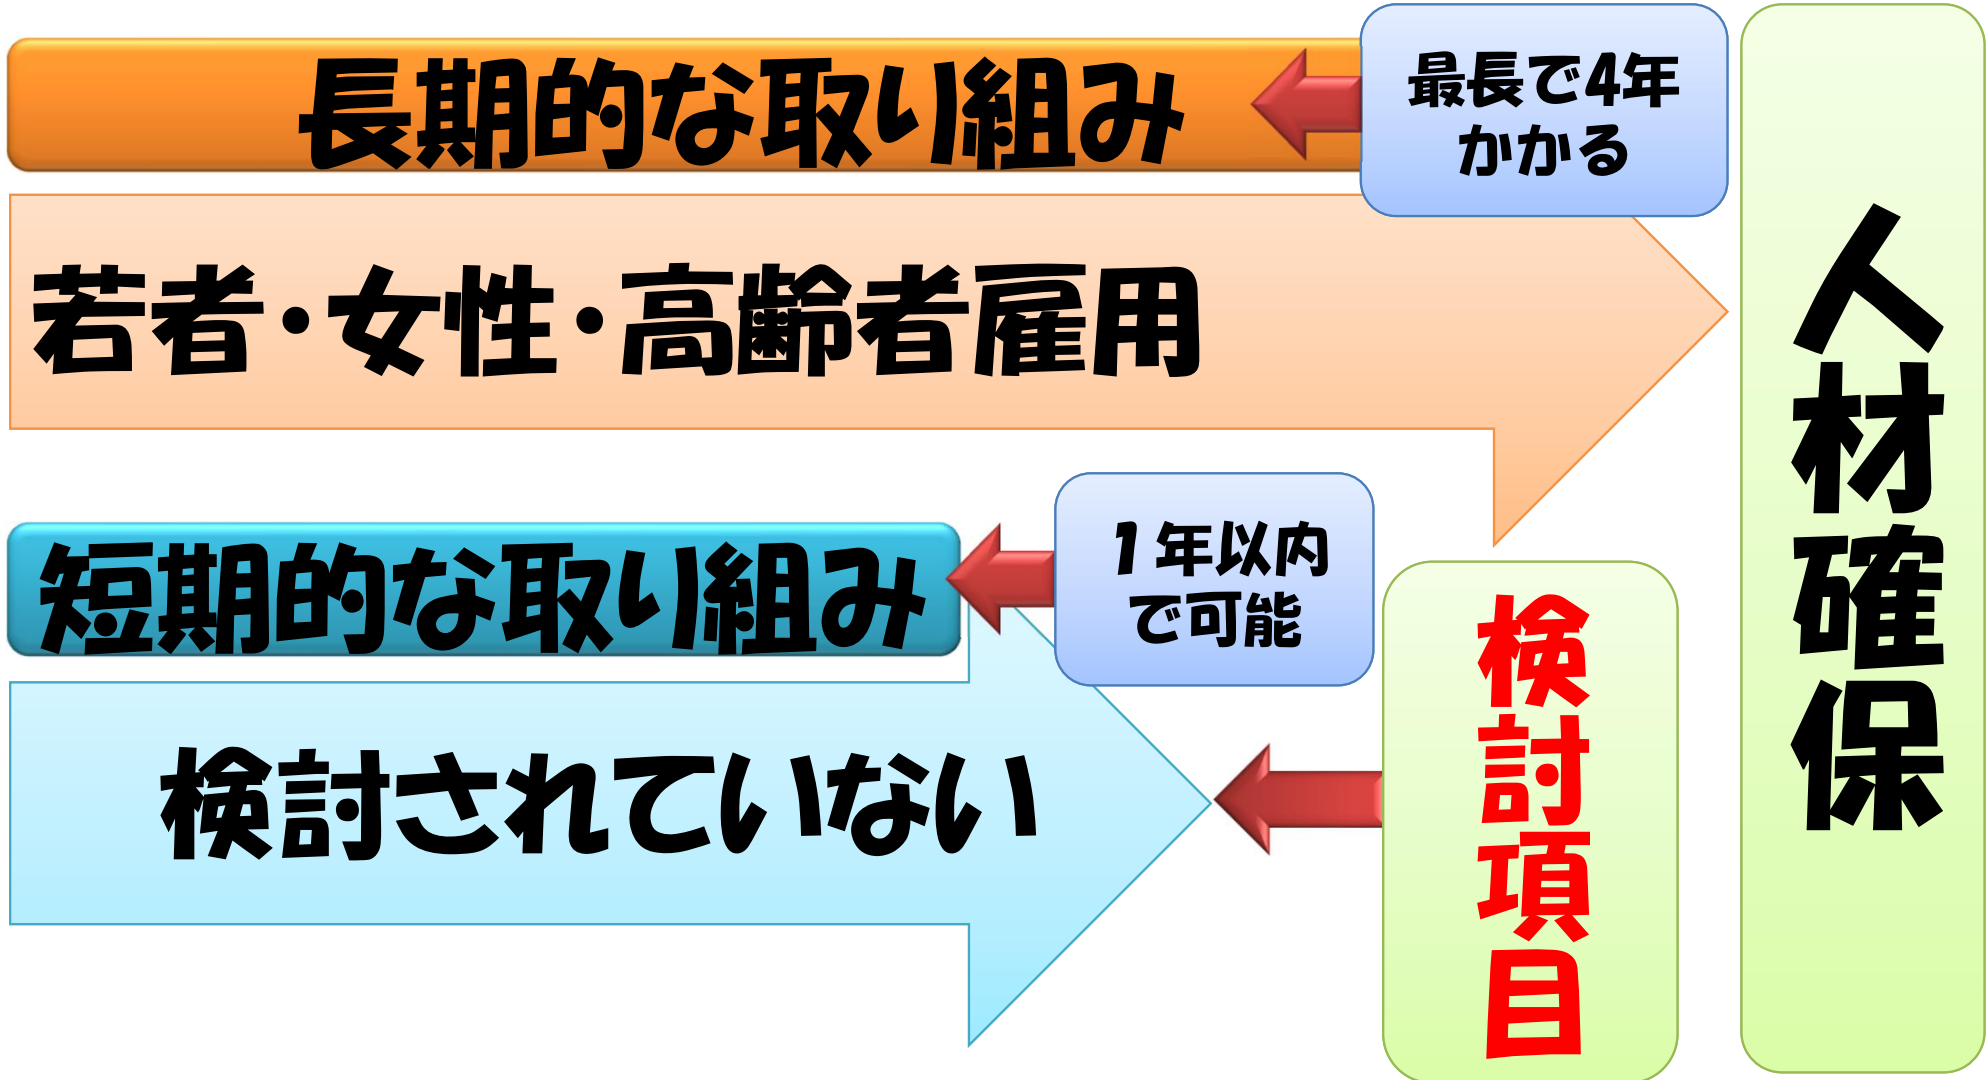 長期的な取り組み
最長で4年
かかる
若者・女性・高齢者雇用
短期的な取り組み
1年以内
で可能
検討されていない
検討項目
人材確保